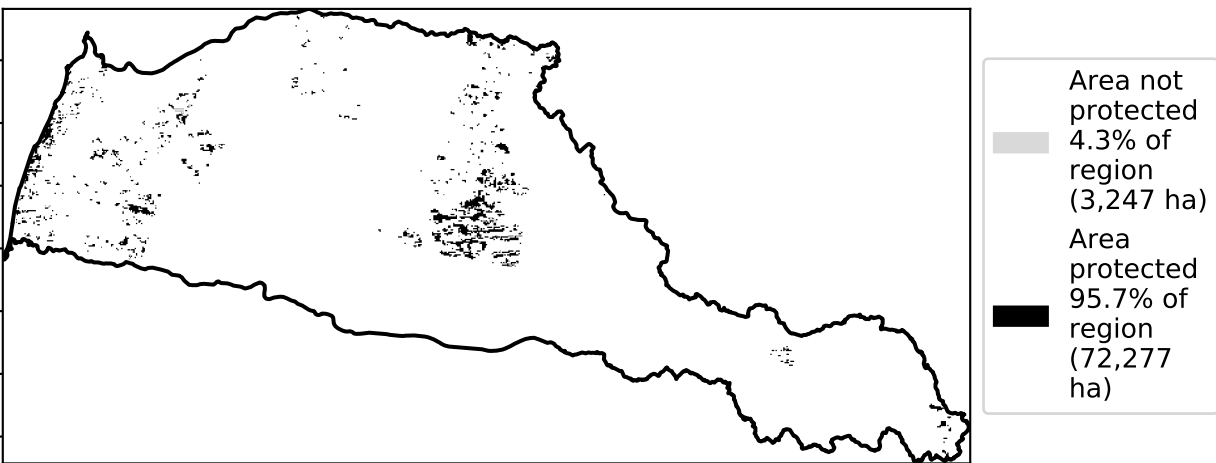 Area not
protected
4.3% of
region
(3,247 ha)
Area
protected
95.7% of
region
(72,277
ha)